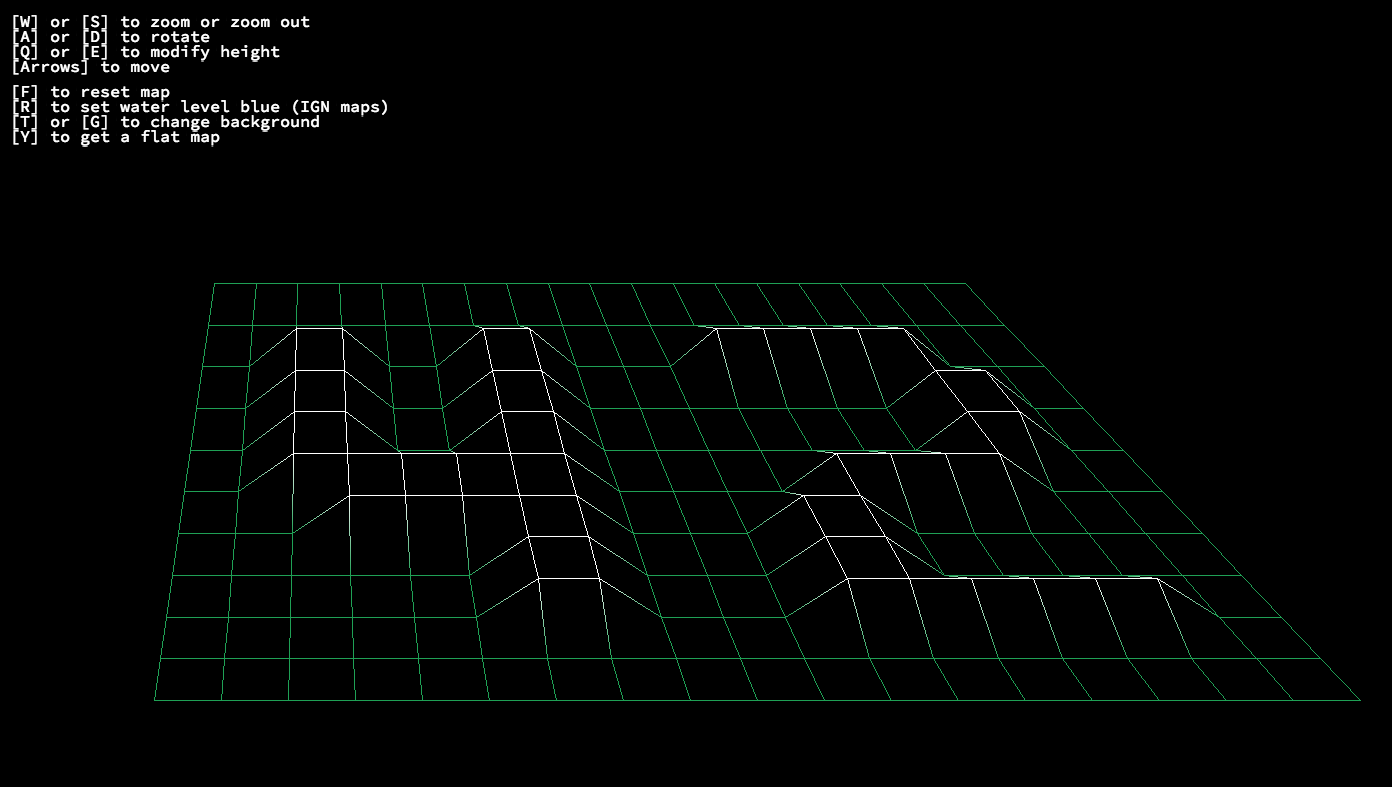 [W] or [S] to zoom or zoom out
[A] or [D] to rotate
[Q] or [E] to modify height
[Arrows] to move
[F] to reset map
[R] to set water level blue (IGN maps)
[T] or [G] to change background
[Y] to get a flat map
42